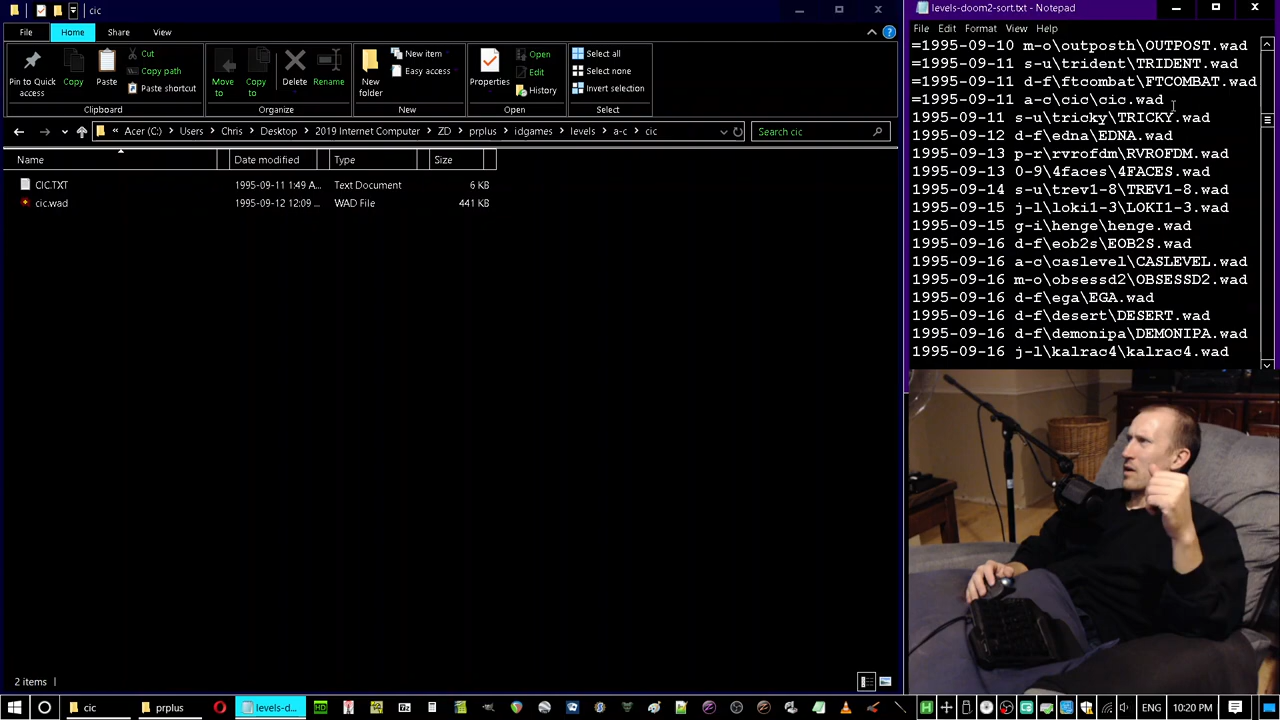 cic
File
Home
Share
View
Pin to Quick access
Copy
Paste
Cut
Copy path
Paste shortcut
Clipboard
Move to
Copy to
Delete
Rename
Organize
New folder
New item
Easy access
New
Properties
Open
Edit
History
Open
Select all
Select none
Invert selection
Select
« Acer (C:) > Users > Chris > Desktop > 2019 Internet Computer > ZD > prplus > idgames > levels > a-c > cic
Search cic
Name
Date modified
Type
Size
CIC.TXT 1995-09-11 1:49 A... Text Document 6 KB
cic.wad 1995-09-12 12:09 ... WAD File 441 KB
2 items
levels-doom2-sort.txt - Notepad
File Edit Format View Help
=1995-09-10 m-o\outposth\OUTPOST.wad
=1995-09-11 s-u\trident\TRIDENT.wad
=1995-09-11 d-f\ftcombat\FTCOMBAT.wad
=1995-09-11 a-c\cic\cic.wad
1995-09-11 s-u\tricky\TRICKY.wad
1995-09-12 d-f\edna\EDNA.wad
1995-09-13 p-r\rvrofdm\RVROFDM.wad
1995-09-13 0-9\4faces\4FACES.wad
1995-09-14 s-u\trev1-8\TREV1-8.wad
1995-09-15 j-l\loki1-3\LOKI1-3.wad
1995-09-15 g-i\henge\henge.wad
1995-09-16 d-f\eob2s\EOB2S.wad
1995-09-16 a-c\caslevel\CASLEVEL.wad
1995-09-16 m-o\obsessd2\OBSESSD2.wad
1995-09-16 d-f\ega\EGA.wad
1995-09-16 d-f\desert\DESERT.wad
1995-09-16 d-f\demonipa\DEMONIPA.wad
1995-09-16 j-l\kalrac4\kalrac4.wad
cic
prplus
levels-d...
ENG
10:20 PM